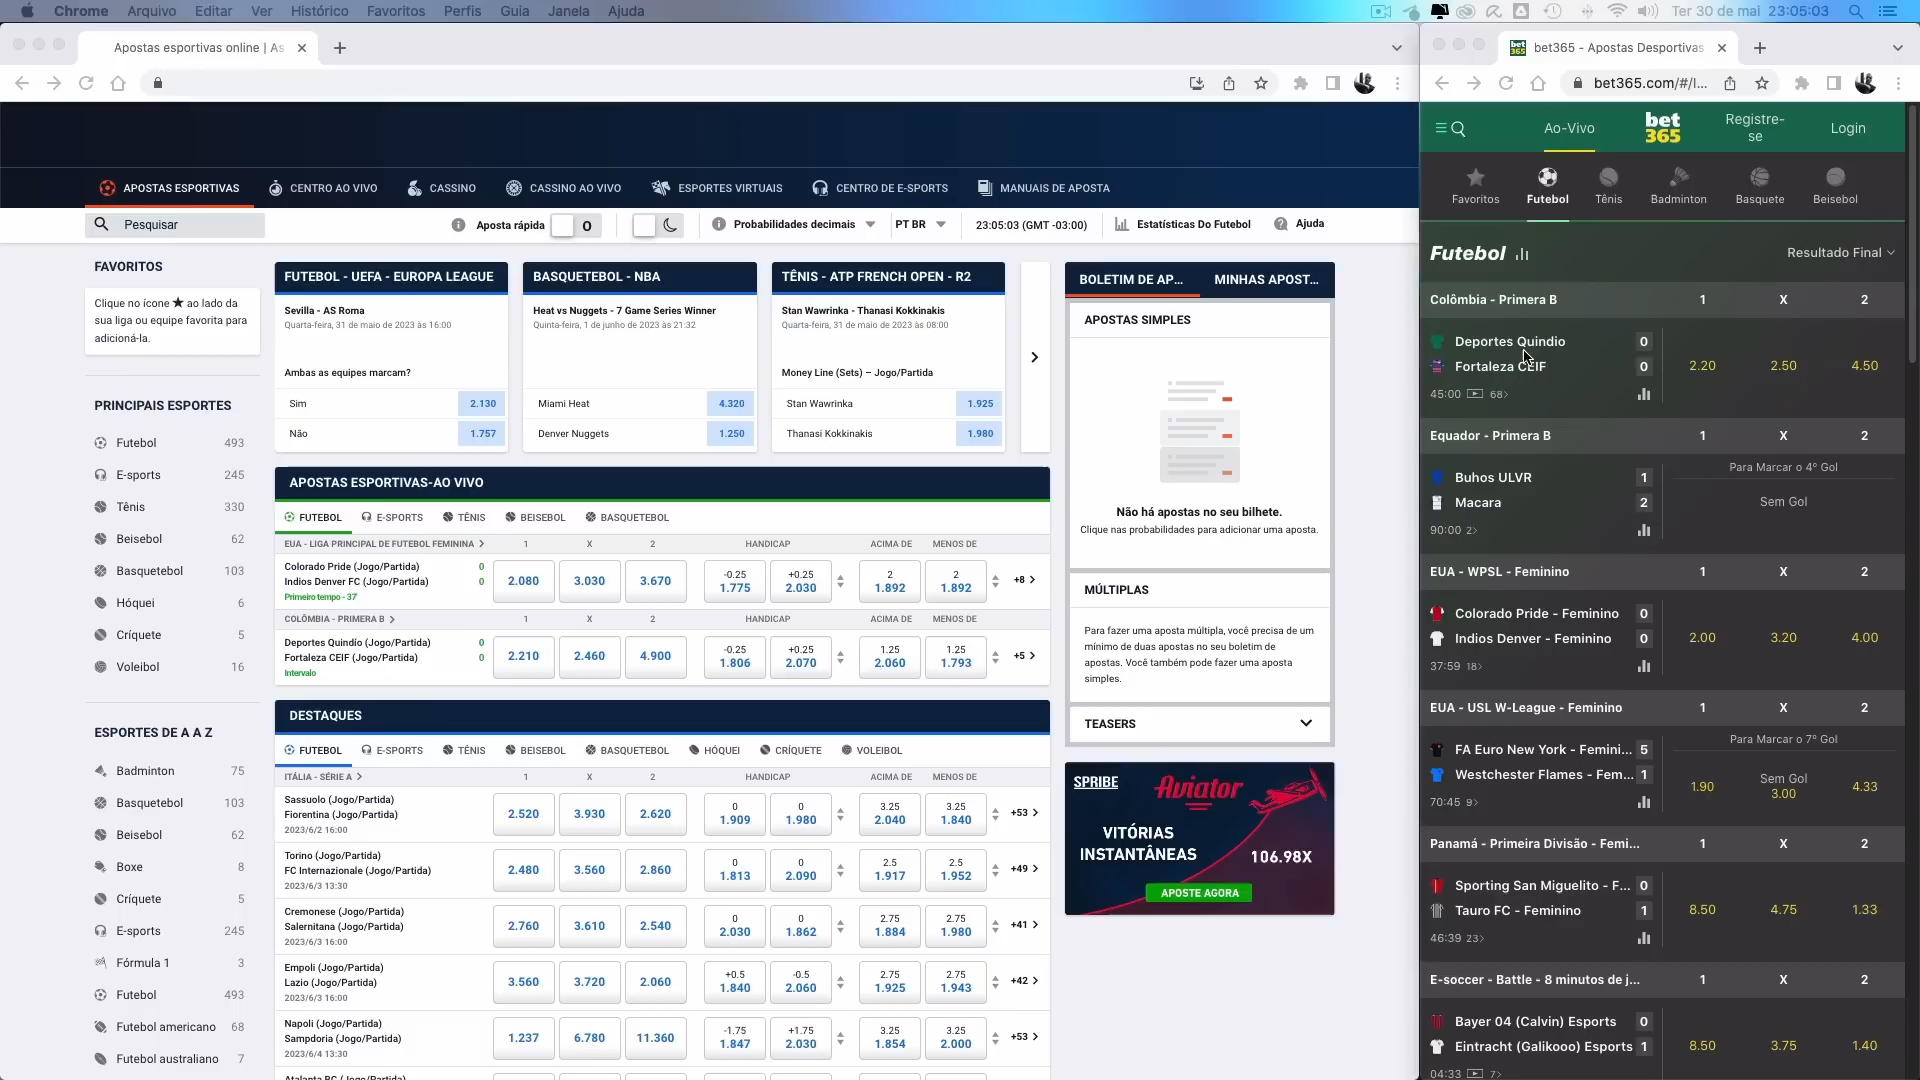 Chrome Arquivo Editar Ver Histórico Favoritos Perfis Guia Janela Ajuda
Ter 30 de mai 23:05:03
Apostas esportivas online | As
APOSTAS ESPORTIVAS CENTRO AO VIVO CASSINO CASSINO AO VIVO ESPORTES VIRTUAIS CENTRO DE E-SPORTS MANUAIS DE APOSTA
Pesquisar
Aposta rápida 0
Probabilidades decimais PT BR 23:05:03 (GMT -03:00) Estatísticas Do Futebol Ajuda
FAVORITOS
Clique no ícone ★ ao lado da
sua liga ou equipe favorita para
adicioná-la.
PRINCIPAIS ESPORTES
Futebol 493
E-sports 245
Tênis 330
Beisebol 62
Basquetebol 103
Hóquei 6
Críquete 5
Voleibol 16
ESPORTES DE A A Z
Badminton 75
Basquetebol 103
Beisebol 62
Boxe 8
Críquete 5
E-sports 245
Fórmula 1 3
Futebol 493
Futebol americano 68
Futebol australiano 7
FUTEBOL - UEFA - EUROPA LEAGUE
Sevilla - AS Roma
Quarta-feira, 31 de maio de 2023 às 16:00
Ambas as equipes marcam?
Sim 2.130
Não 1.757
BASQUETEBOL - NBA
Heat vs Nuggets - 7 Game Series Winner
Quinta-feira, 1 de junho de 2023 às 21:32
Miami Heat 4.320
Denver Nuggets 1.250
TÊNIS - ATP FRENCH OPEN - R2
Stan Wawrinka - Thanasi Kokkinakis
Quarta-feira, 31 de maio de 2023 às 08:00
Money Line (Sets) – Jogo/Partida
Stan Wawrinka 1.925
Thanasi Kokkinakis 1.980
APOSTAS ESPORTIVAS-AO VIVO
FUTEBOL E-SPORTS TÊNIS BEISEBOL BASQUETEBOL
EUA - LIGA PRINCIPAL DE FUTEBOL FEMININA 1 X 2 HANDICAP ACIMA DE MENOS DE
Colorado Pride (Jogo/Partida) 0
Indios Denver FC (Jogo/Partida) 0
Primeiro tempo - 37'
2.080 3.030 3.670 -0.25 1.775 +0.25 2.030 2 1.892 2 1.892 +8
COLÔMBIA - PRIMERA B 1 X 2 HANDICAP ACIMA DE MENOS DE
Deportes Quindío (Jogo/Partida) 0
Fortaleza CEIF (Jogo/Partida) 0
Intervalo
2.210 2.460 4.900 -0.25 1.806 +0.25 2.070 1.25 2.060 1.25 1.793 +5
DESTAQUES
FUTEBOL E-SPORTS TÊNIS BEISEBOL BASQUETEBOL HÓQUEI CRÍQUETE VOLEIBOL
ITÁLIA - SÉRIE A 1 X 2 HANDICAP ACIMA DE MENOS DE
Sassuolo (Jogo/Partida)
Fiorentina (Jogo/Partida)
2023/6/2 16:00
2.520 3.930 2.620 0 1.909 0 1.980 3.25 2.040 3.25 1.840 +53
Torino (Jogo/Partida)
FC Internazionale (Jogo/Partida)
2023/6/3 13:30
2.480 3.560 2.860 0 1.813 0 2.090 2.5 1.917 2.5 1.952 +49
Cremonese (Jogo/Partida)
Salernitana (Jogo/Partida)
2023/6/3 16:00
2.760 3.610 2.540 0 2.030 0 1.862 2.75 1.884 2.75 1.980 +41
Empoli (Jogo/Partida)
Lazio (Jogo/Partida)
2023/6/3 16:00
3.560 3.720 2.060 +0.5 1.840 -0.5 2.060 2.75 1.925 2.75 1.943 +42
Napoli (Jogo/Partida)
Sampdoria (Jogo/Partida)
2023/6/4 13:30
1.237 6.780 11.360 -1.75 1.847 +1.75 2.030 3.25 1.854 3.25 2.000 +53
BOLETIM DE AP... MINHAS APOST...
APOSTAS SIMPLES
Não há apostas no seu bilhete.
Clique nas probabilidades para adicionar uma aposta.
MÚLTIPLAS
Para fazer uma aposta múltipla, você precisa de um
mínimo de duas apostas no seu boletim de
apostas. Você também pode fazer uma aposta
simples.
TEASERS
SPRIBE
Aviator
VITÓRIAS
INSTANTÂNEAS
106.98X
APOSTE AGORA
bet365 - Apostas Desportivas
bet365.com/#/I...
Ao-Vivo
bet
365
Registre-
se
Login
Favoritos Futebol Tênis Badminton Basquete Beisebol
Futebol Resultado Final
Colômbia - Primera B 1 X 2
Deportes Quindio 0
Fortaleza CEIF 0
2.20 2.50 4.50
45:00 68>
Equador - Primera B 1 X 2
Para Marcar o 4º Gol
Buhos ULVR 1
Macara 2
Sem Gol
90:00 2>
EUA - WPSL - Feminino 1 X 2
Colorado Pride - Feminino 0
Indios Denver - Feminino 0
2.00 3.20 4.00
37:59 18>
EUA - USL W-League - Feminino 1 X 2
Para Marcar o 7º Gol
FA Euro New York - Femini... 5
Westchester Flames - Fem... 1
1.90 Sem Gol 3.00 4.33
70:45 9>
Panamá - Primeira Divisão - Femi... 1 X 2
Sporting San Miguelito - F... 0
Tauro FC - Feminino 1
8.50 4.75 1.33
46:39 23>
E-soccer - Battle - 8 minutos de j... 1 X 2
Bayer 04 (Calvin) Esports 0
Eintracht (Galikooo) Esports 1
8.50 3.75 1.40
04:33 7>